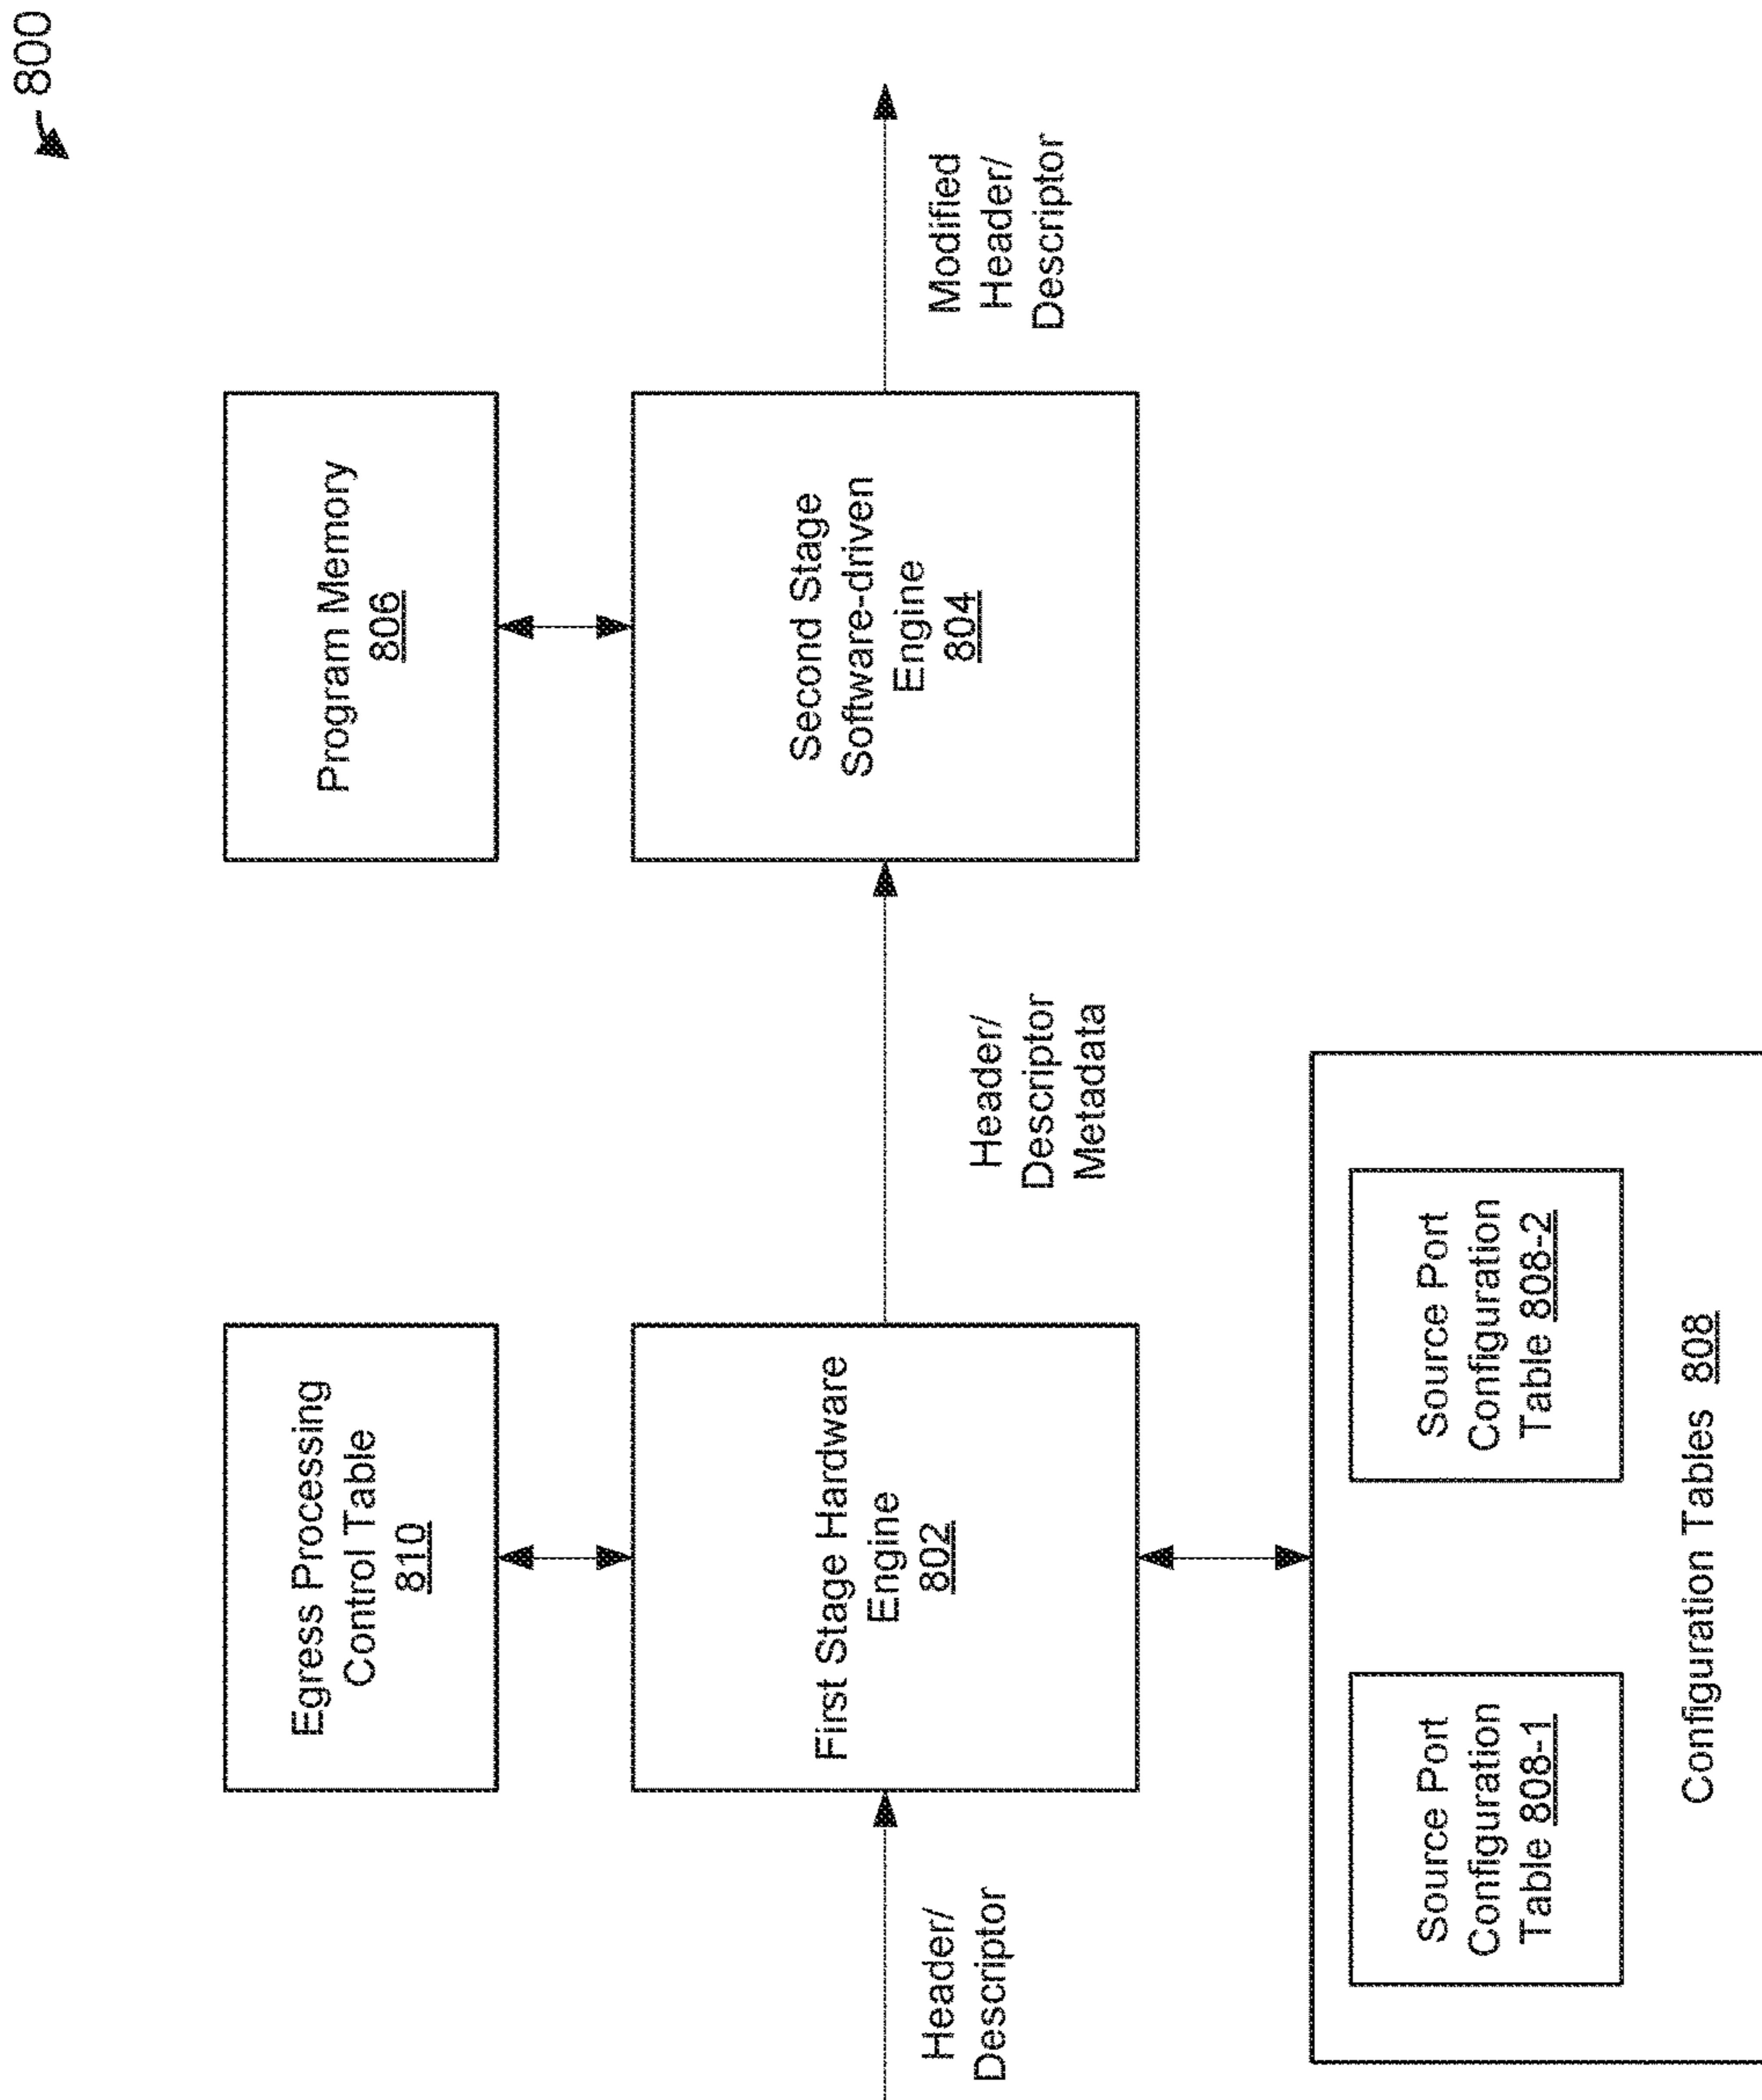 800
Egress Processing
Control Table
810
Program Memory
806
Header/
Descriptor
First Stage Hardware
Engine
802
Header/
Descriptor
Metadata
Second Stage
Software-driven
Engine
804
Modified
Header/
Descriptor
Source Port
Configuration
Table 808-1
Source Port
Configuration
Table 808-2
Configuration Tables 808